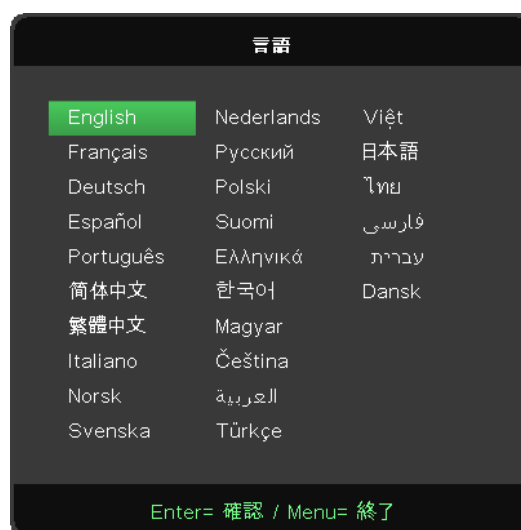 言語
English
Français
Deutsch
Español
Português
简体中文
繁體中文
Italiano
Norsk
Svenska
Nederlands
Русский
Polski
Suomi
Ελληνικά
한국어
Magyar
Čeština
العربية
Türkçe
Việt
日本語
ไทย
فارسی
עברית
Dansk
Enter= 確認 / Menu= 終了